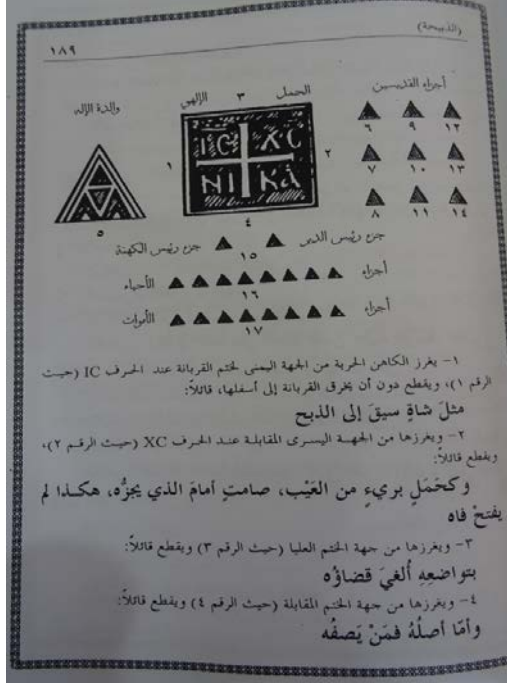 (الذبيحة)
١٨٩
أجزاء القديسين
الحمل ٣ الإلهي
والدة الإله
١٢ ٩ ٦
١٣ ١٠ ٧
١٤ ١١ ٨
IC XC
NI KA
١
٢
٤
٥
جزء رئيس الدير جزء رئيس الكهنة
١٥
أجزاء الأحياء
١٦
أجزاء الأموات
١٧
١- يغرز الكاهن الحربة من الجهة اليمنى لختم القربانة عند الحرف IC (حيث
الرقم ١)، ويقطع دون أن يخرق القربانة إلى أسفلها، قائلاً:
مثلَ شاةٍ سيقَ إلى الذبح
٢- ويغرزها من الجهة اليسرى المقابلة عند الحرف XC (حيث الرقم ٢)،
ويقطع قائلاً:
وكحَمَلٍ بريءٍ من العَيْب، صامتٍ أمامَ الذي يجزُّه، هكذا لم
يفتحْ فاه
٣- ويغرزها من جهة الختم العليا (حيث الرقم ٣) ويقطع قائلاً:
بتواضعِهِ أُلغيَ قضاؤُه
٤- ويغرزها من جهة الختم المقابلة (حيث الرقم ٤) ويقطع قائلاً:
وأمّا أصلُهُ فمَنْ يَصفُه